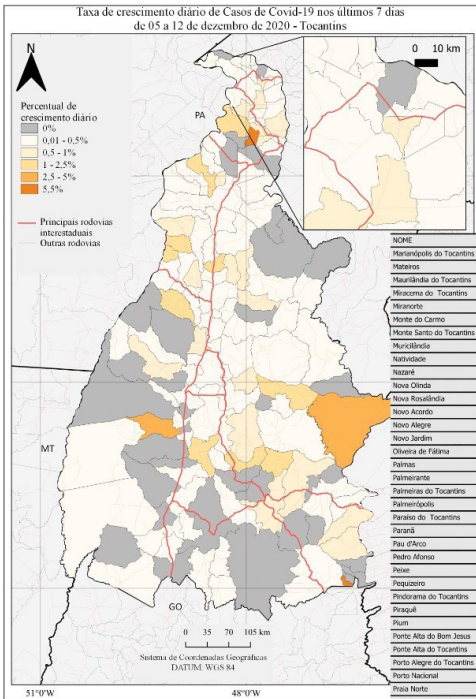 Taxa de crescimento diário de Casos de Covid-19 nos últimos 7 dias
de 05 a 12 de dezembro de 2020 - Tocantins
N
0 10 km
Percentual de
crescimento diário
0%
0,01 - 0,5%
0,5 - 1%
1 - 2,5%
2,5 - 5%
5,5%
Principais rodovias
interestaduais
Outras rodovias
PA
MT
GO
NOME
Marianópolis do Tocantins
Mateiros
Maurilândia do Tocantins
Miracema do Tocantins
Miranorte
Monte do Carmo
Monte Santo do Tocantins
Muricilândia
Natividade
Nazaré
Nova Olinda
Nova Rosalândia
Novo Acordo
Novo Alegre
Novo Jardim
Oliveira de Fátima
Palmas
Palmeirante
Palmeiras do Tocantins
Palmeirópolis
Paraíso do Tocantins
Paranã
Pau d'Arco
Pedro Afonso
Peixe
Pequizeiro
Pindorama do Tocantins
Piraquê
Pium
Ponte Alta do Bom Jesus
Ponte Alta do Tocantins
Porto Alegre do Tocantins
Porto Nacional
Praia Norte
0 35 70 105 km
Sistema de Coordenadas Geográficas
DATUM: WGS 84
51°0'W
48°0'W